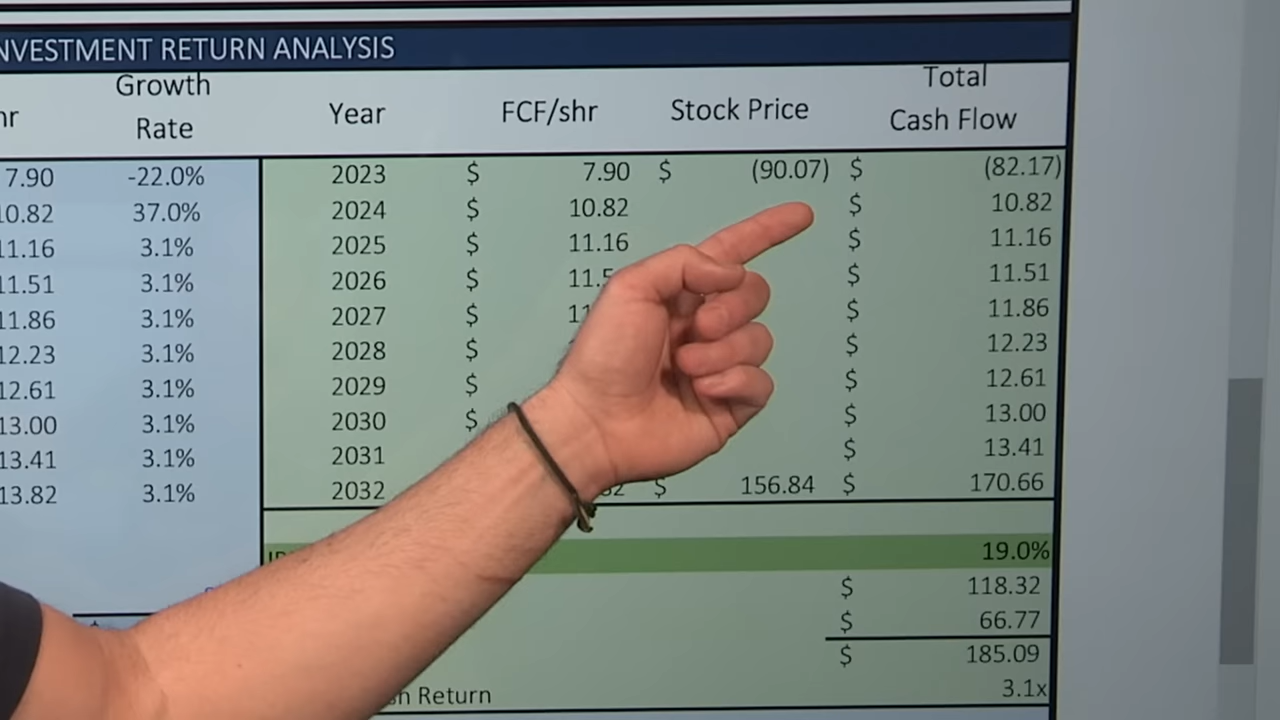 NVESTMENT RETURN ANALYSIS
hr Growth Rate Year FCF/shr Stock Price Total Cash Flow
7.90 -22.0% 2023 $ 7.90 $ (90.07) $ (82.17)
10.82 37.0% 2024 $ 10.82 $ 10.82
11.16 3.1% 2025 $ 11.16 $ 11.16
11.51 3.1% 2026 $ 11.5 $ 11.51
11.86 3.1% 2027 $ 11 $ 11.86
12.23 3.1% 2028 $ $ 12.23
12.61 3.1% 2029 $ $ 12.61
13.00 3.1% 2030 $ $ 13.00
13.41 3.1% 2031 $ 13.41
13.82 3.1% 2032 $ 156.84 $ 170.66
19.0%
$ 118.32
$ 66.77
$ 185.09
Return 3.1x